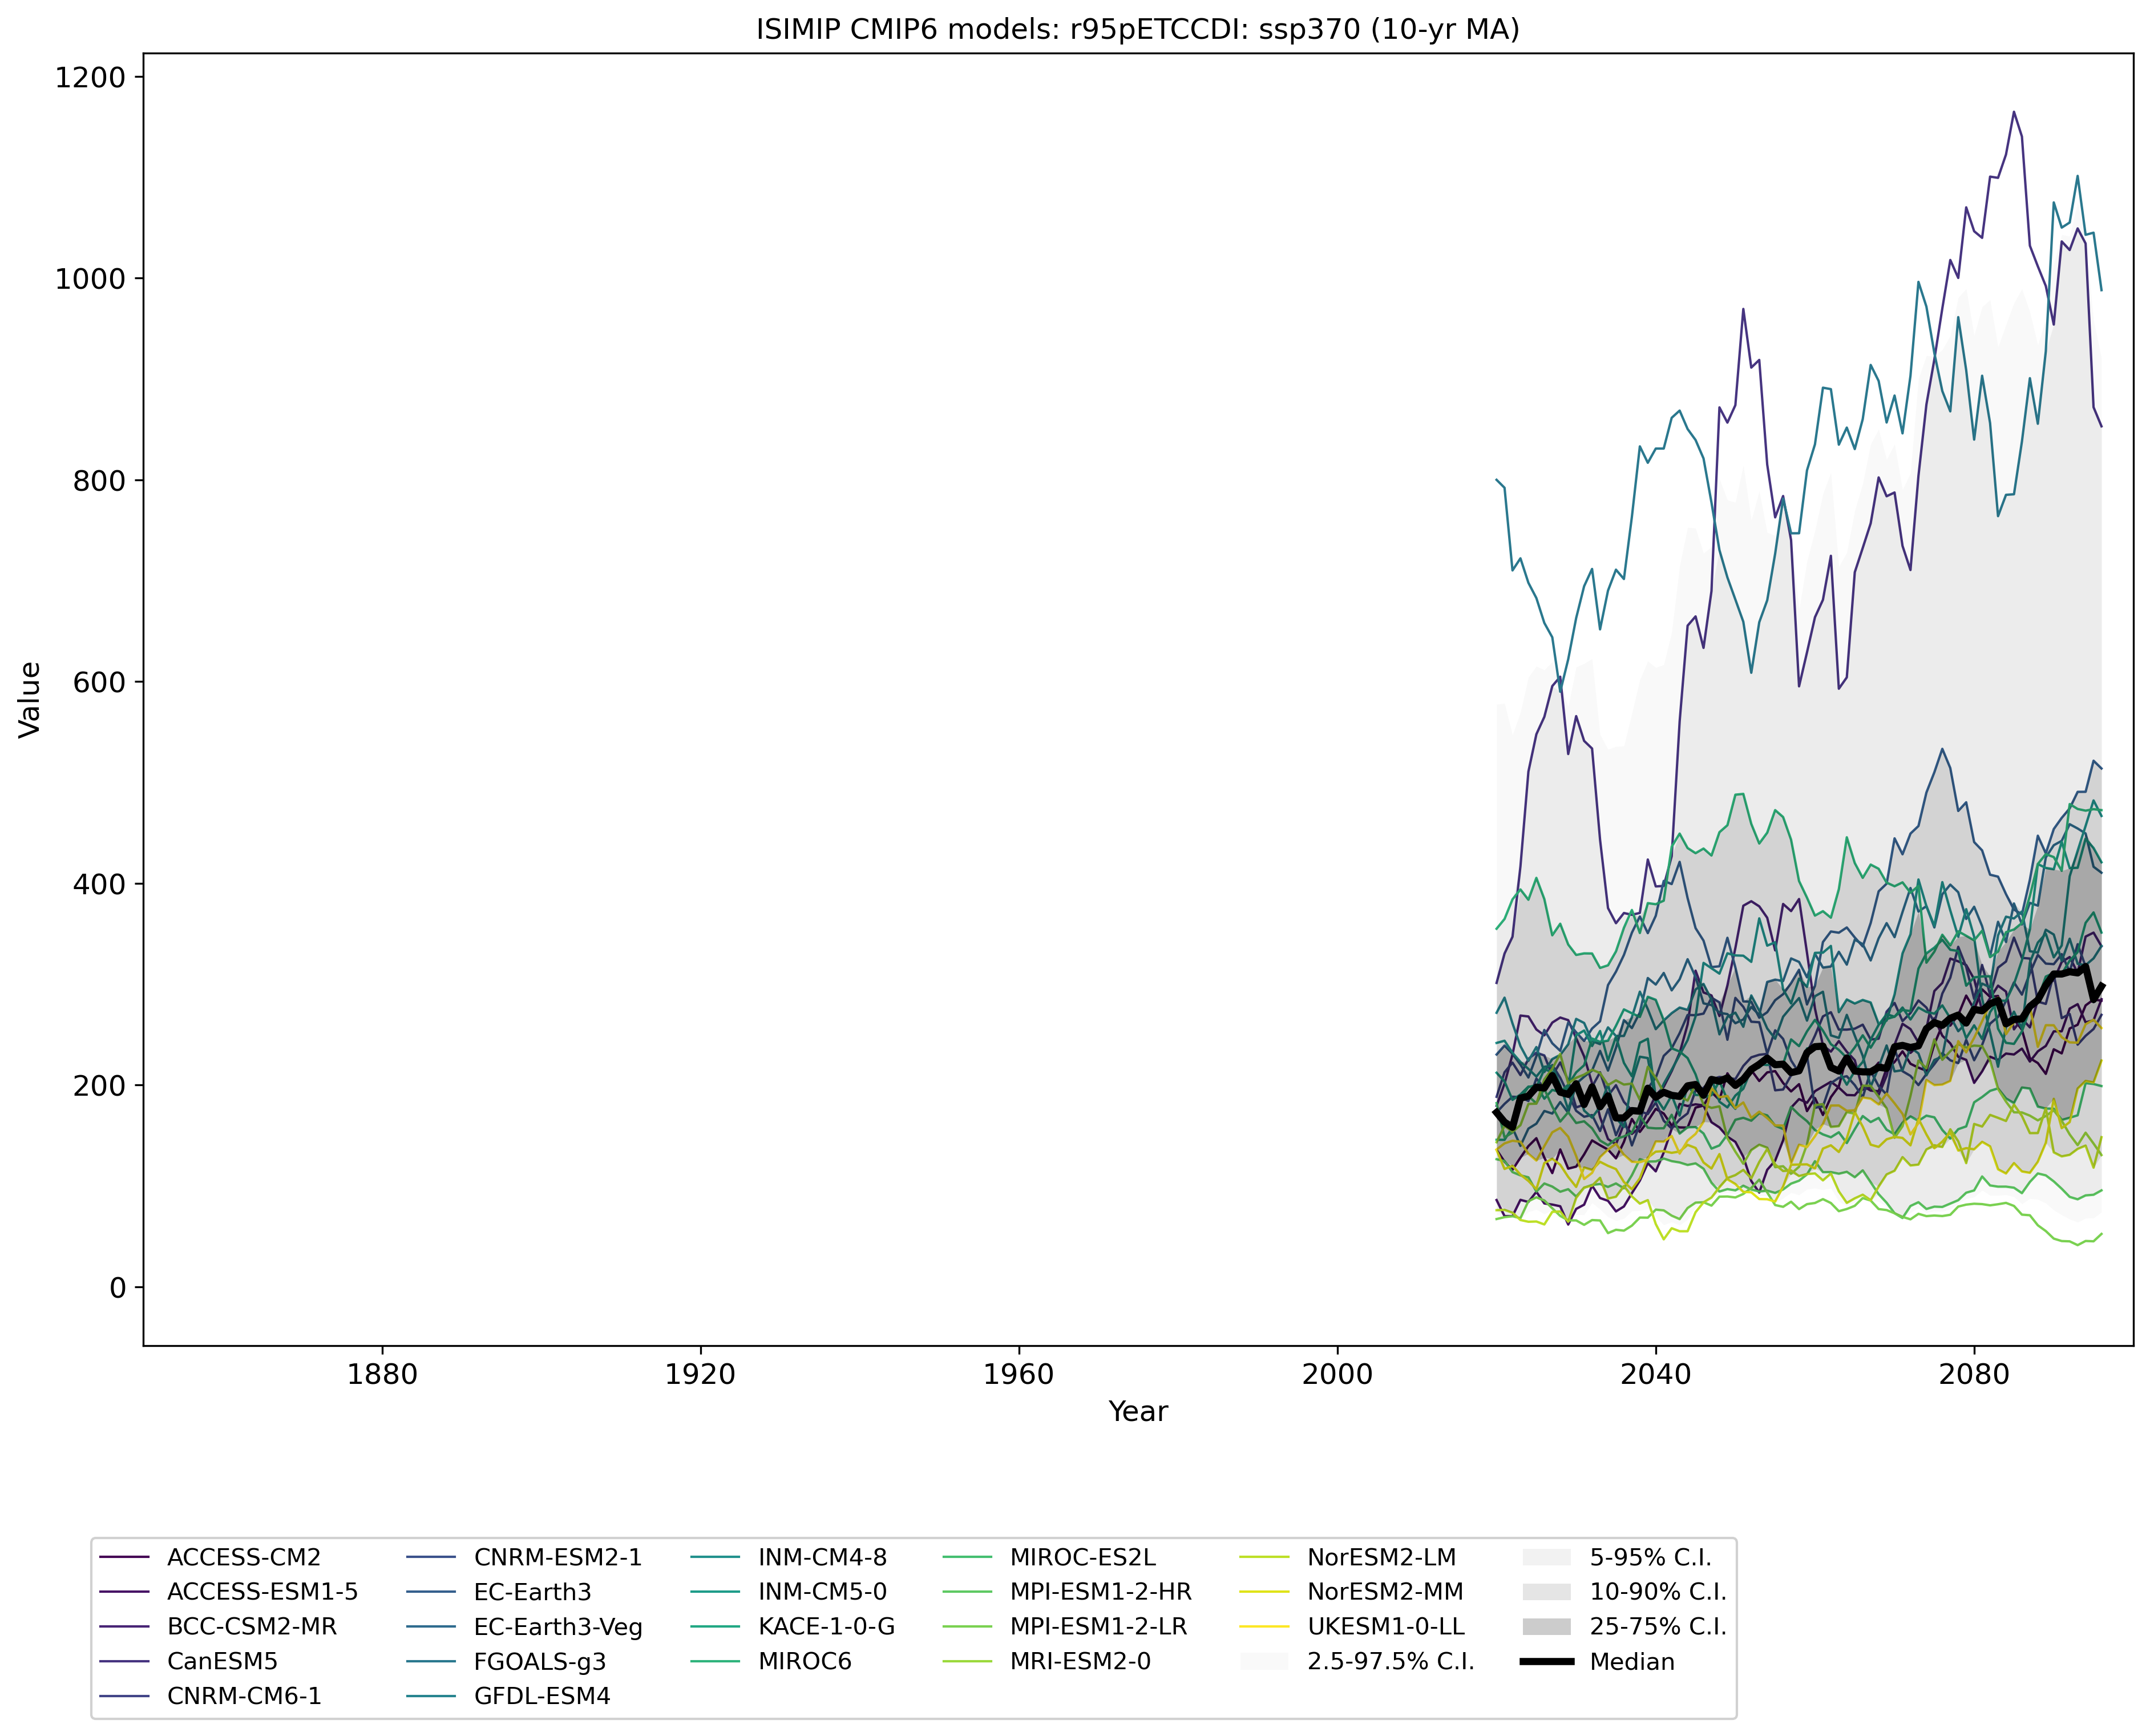 ISIMIP CMIP6 models: r95pETCCDI: ssp370 (10-yr MA)
1200
1000
800
600
400
200
0
Value
1880 1920 1960 2000 2040 2080
Year
ACCESS-CM2 CNRM-ESM2-1 INM-CM4-8 MIROC-ES2L NorESM2-LM 5-95% C.I.
ACCESS-ESM1-5 EC-Earth3 INM-CM5-0 MPI-ESM1-2-HR NorESM2-MM 10-90% C.I.
BCC-CSM2-MR EC-Earth3-Veg KACE-1-0-G MPI-ESM1-2-LR UKESM1-0-LL 25-75% C.I.
CanESM5 FGOALS-g3 MIROC6 MRI-ESM2-0 2.5-97.5% C.I. Median
CNRM-CM6-1 GFDL-ESM4